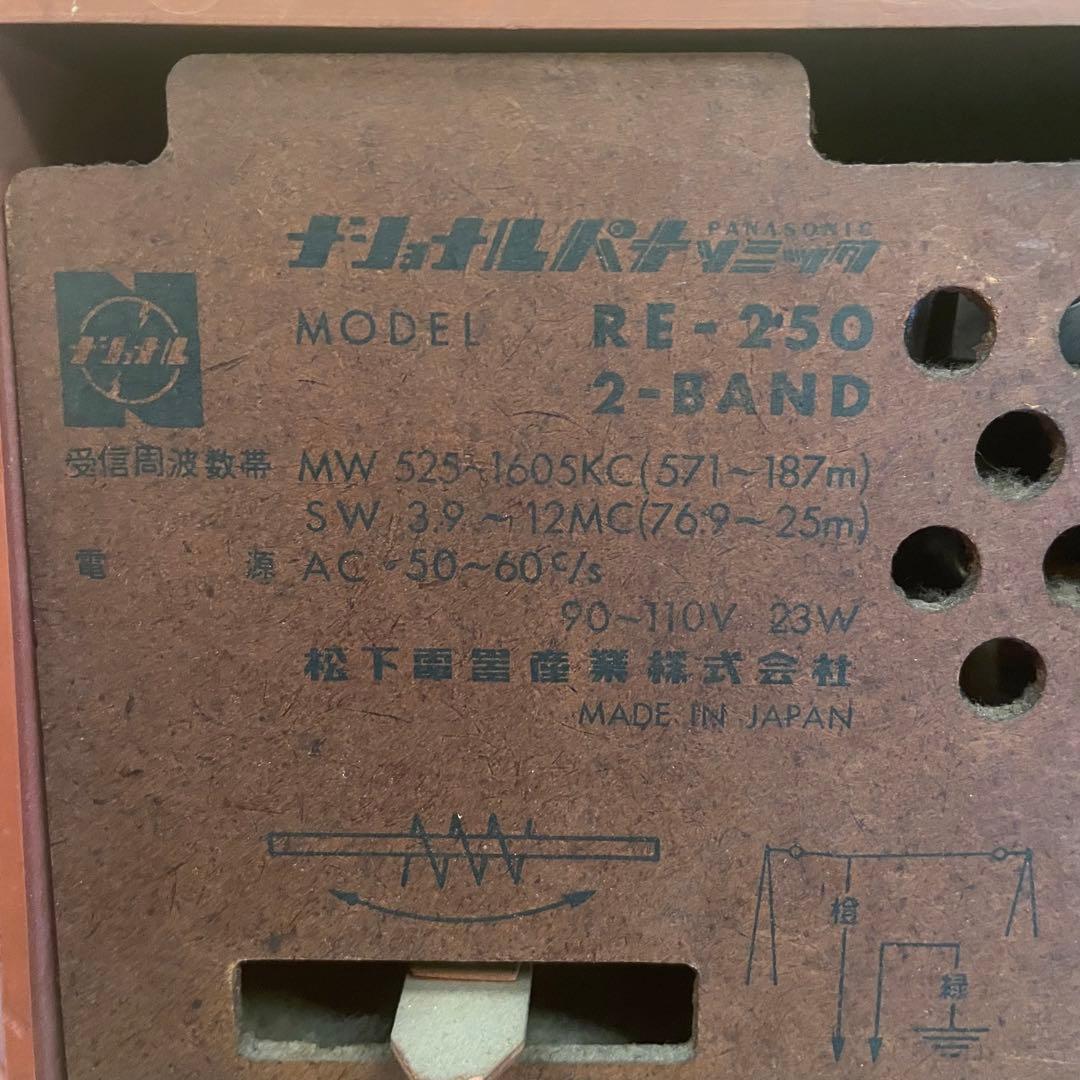 PANASONIC
ナショナルパナソニック
ナショナル
MODEL RE-250
2-BAND
受信周波数帯 MW 525~1605KC(571~187m)
SW 3.9~12MC(76.9~25m)
電源 AC 50~60c/s
90~110V 23W
松下電器産業株式会社
MADE IN JAPAN
橙
緑